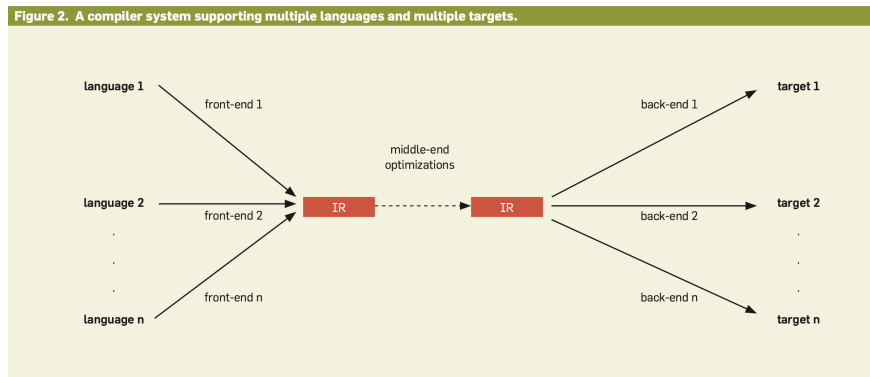 Figure 2. A compiler system supporting multiple languages and multiple targets.
language 1
front-end 1
back-end 1
target 1
middle-end
optimizations
language 2
front-end 2
IR
IR
back-end 2
target 2
.
.
.
.
.
.
language n
front-end n
back-end n
target n